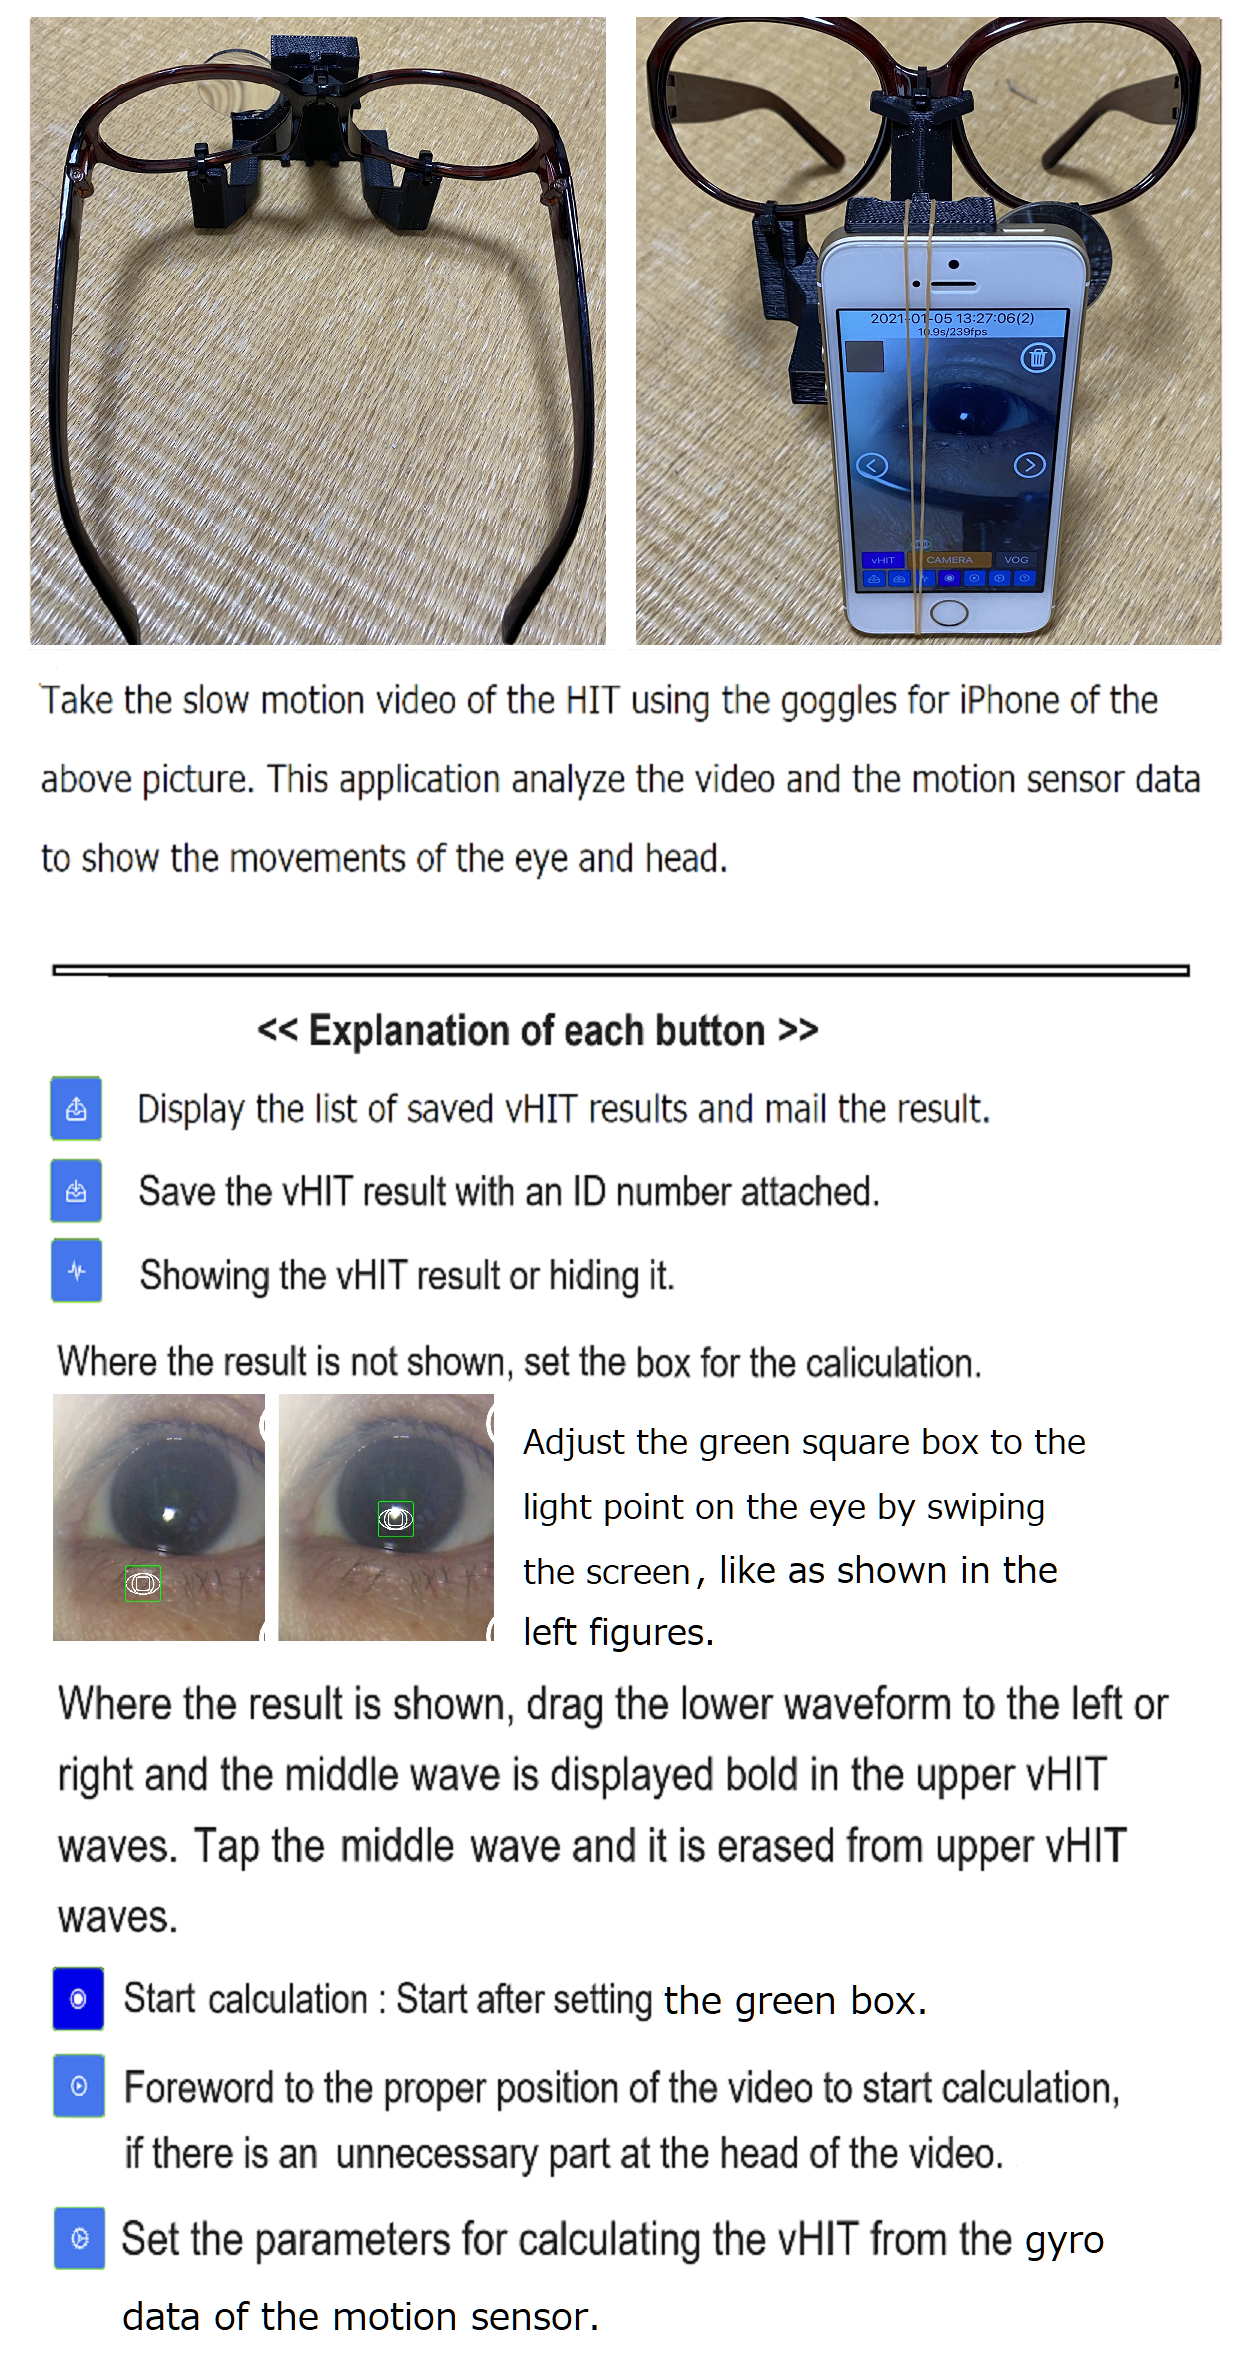 2021-01-05 13:27:06(2)
10.9s/239fps
vHIT CAMERA VOG
Take the slow motion video of the HIT using the goggles for iPhone of the
above picture. This application analyze the video and the motion sensor data
to show the movements of the eye and head.
<< Explanation of each button >>
Display the list of saved vHIT results and mail the result.
Save the vHIT result with an ID number attached.
Showing the vHIT result or hiding it.
Where the result is not shown, set the box for the caliculation.
Adjust the green square box to the
light point on the eye by swiping
the screen, like as shown in the
left figures.
Where the result is shown, drag the lower waveform to the left or
right and the middle wave is displayed bold in the upper vHIT
waves. Tap the middle wave and it is erased from upper vHIT
waves.
Start calculation : Start after setting the green box.
Foreword to the proper position of the video to start calculation,
if there is an unnecessary part at the head of the video.
Set the parameters for calculating the vHIT from the gyro
data of the motion sensor.